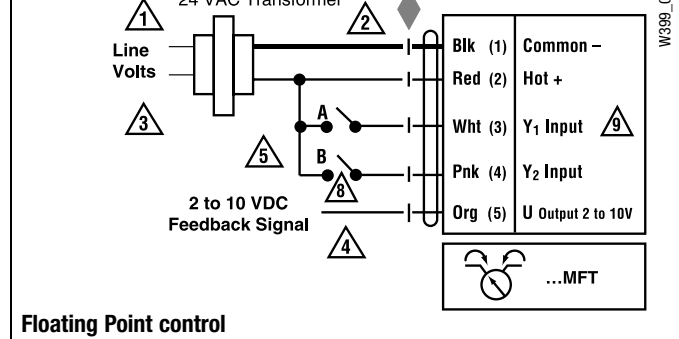 24 VAC Transformer
1
2
Line
Volts
3
Blk (1) Common –
Red (2) Hot +
A
Wht (3) Y1 Input
9
5
B
8
Pnk (4) Y2 Input
2 to 10 VDC
Feedback Signal
4
Org (5) U Output 2 to 10V
...MFT
Floating Point control